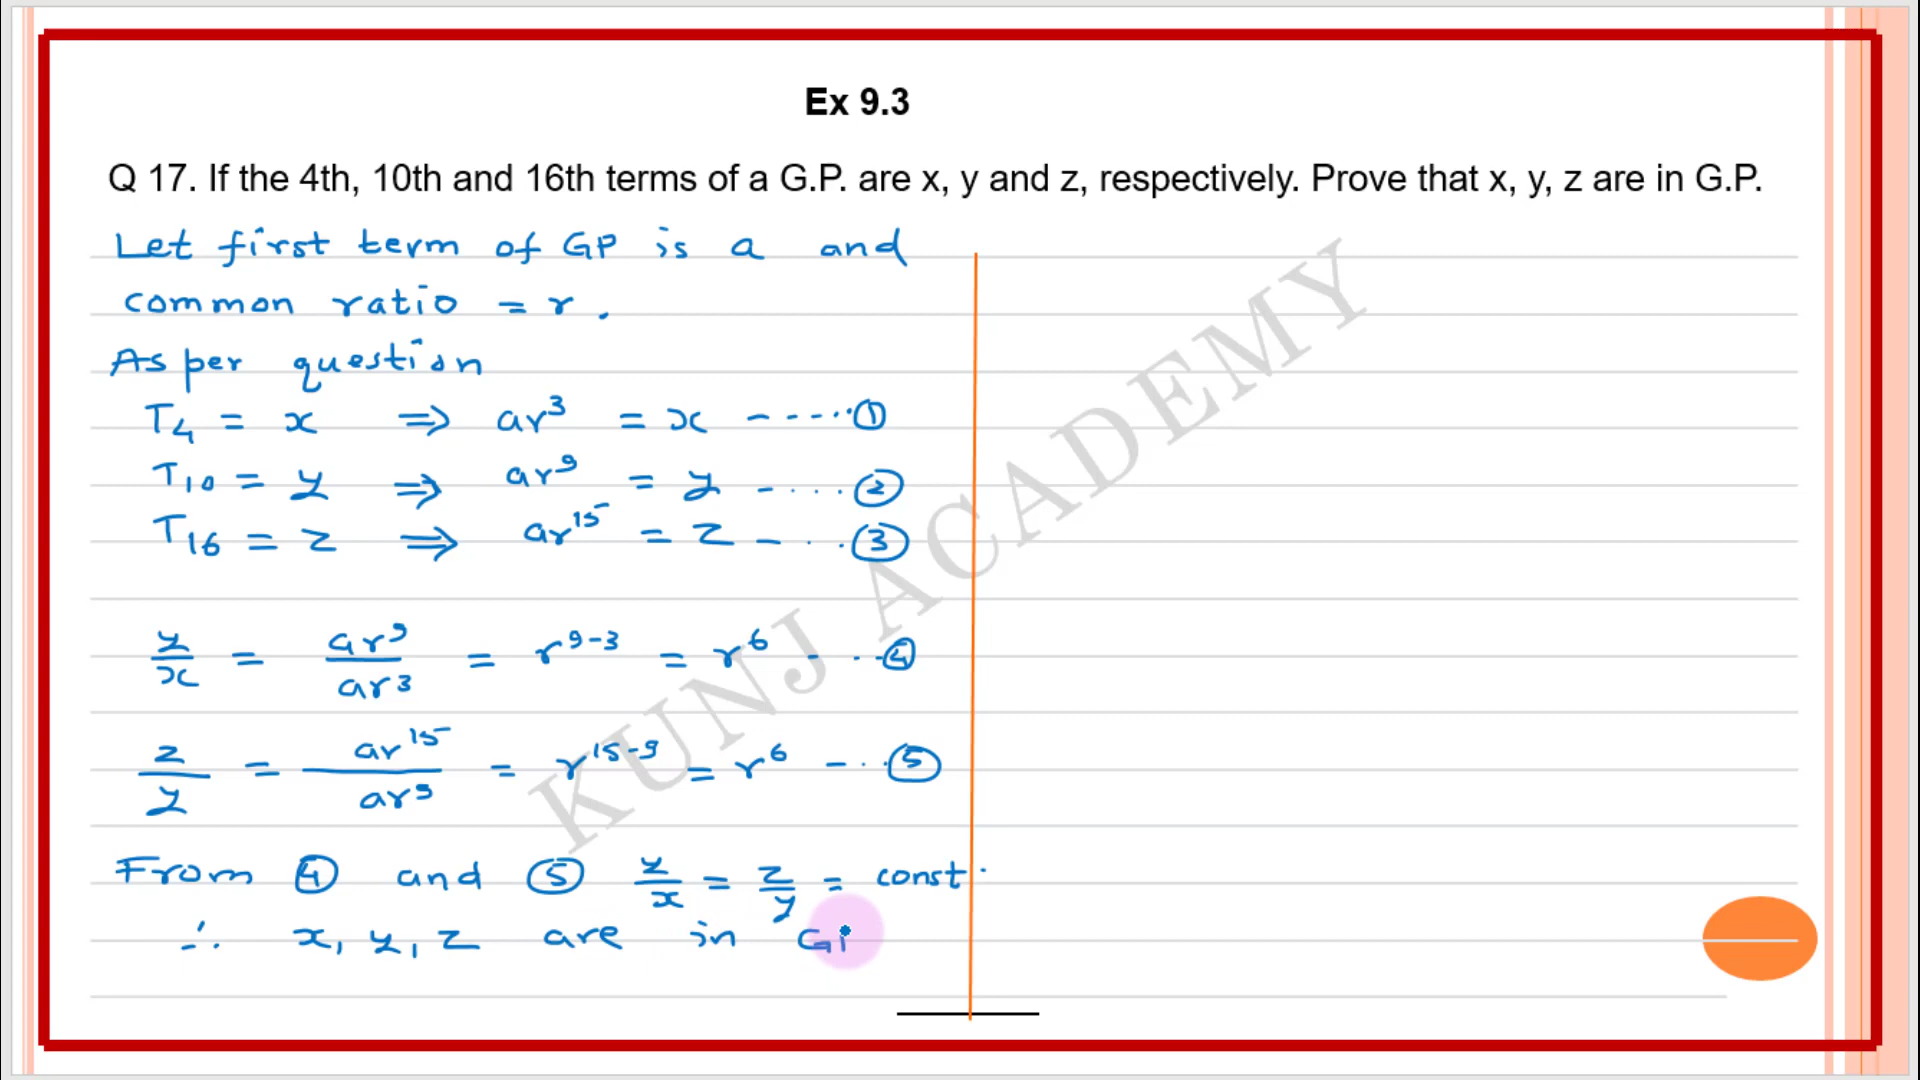 Ex 9.3
Q 17. If the 4th, 10th and 16th terms of a G.P. are x, y and z, respectively. Prove that x, y, z are in G.P.
Let first term of GP is a and
common ratio = r.
As per question
T₄ = x ⇒ ar³ = x -----①
T₁₀ = y ⇒ ar⁹ = y -....②
T₁₆ = z ⇒ ar¹⁵ = z -...③
y/x = ar⁹/ar³ = r⁹⁻³ = r⁶ -...④
z/y = ar¹⁵/ar⁹ = r¹⁵⁻⁹ = r⁶ -...⑤
From ④ and ⑤ y/x = z/y = const.
∴ x, y, z are in G
KUNJ ACADEMY